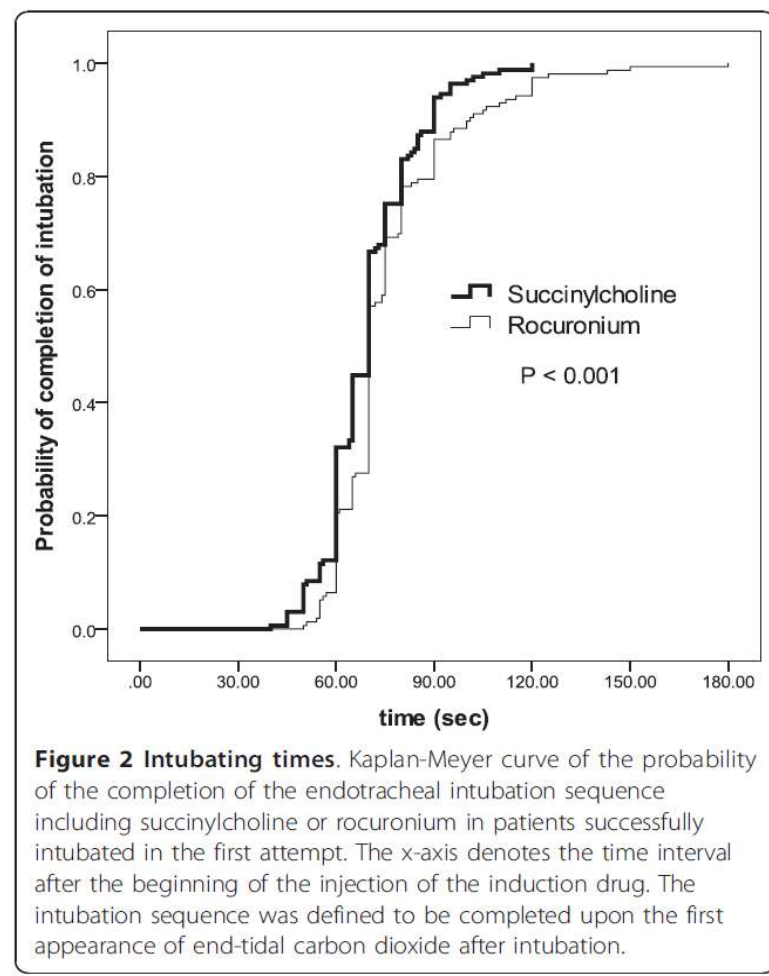 1.0
0.8
0.6
0.4
0.2
0.0
Probability of completion of intubation
Succinylcholine
Rocuronium
P < 0.001
.00 30.00 60.00 90.00 120.00 150.00 180.00
time (sec)
Figure 2 Intubating times. Kaplan-Meyer curve of the probability
of the completion of the endotracheal intubation sequence
including succinylcholine or rocuronium in patients successfully
intubated in the first attempt. The x-axis denotes the time interval
after the beginning of the injection of the induction drug. The
intubation sequence was defined to be completed upon the first
appearance of end-tidal carbon dioxide after intubation.